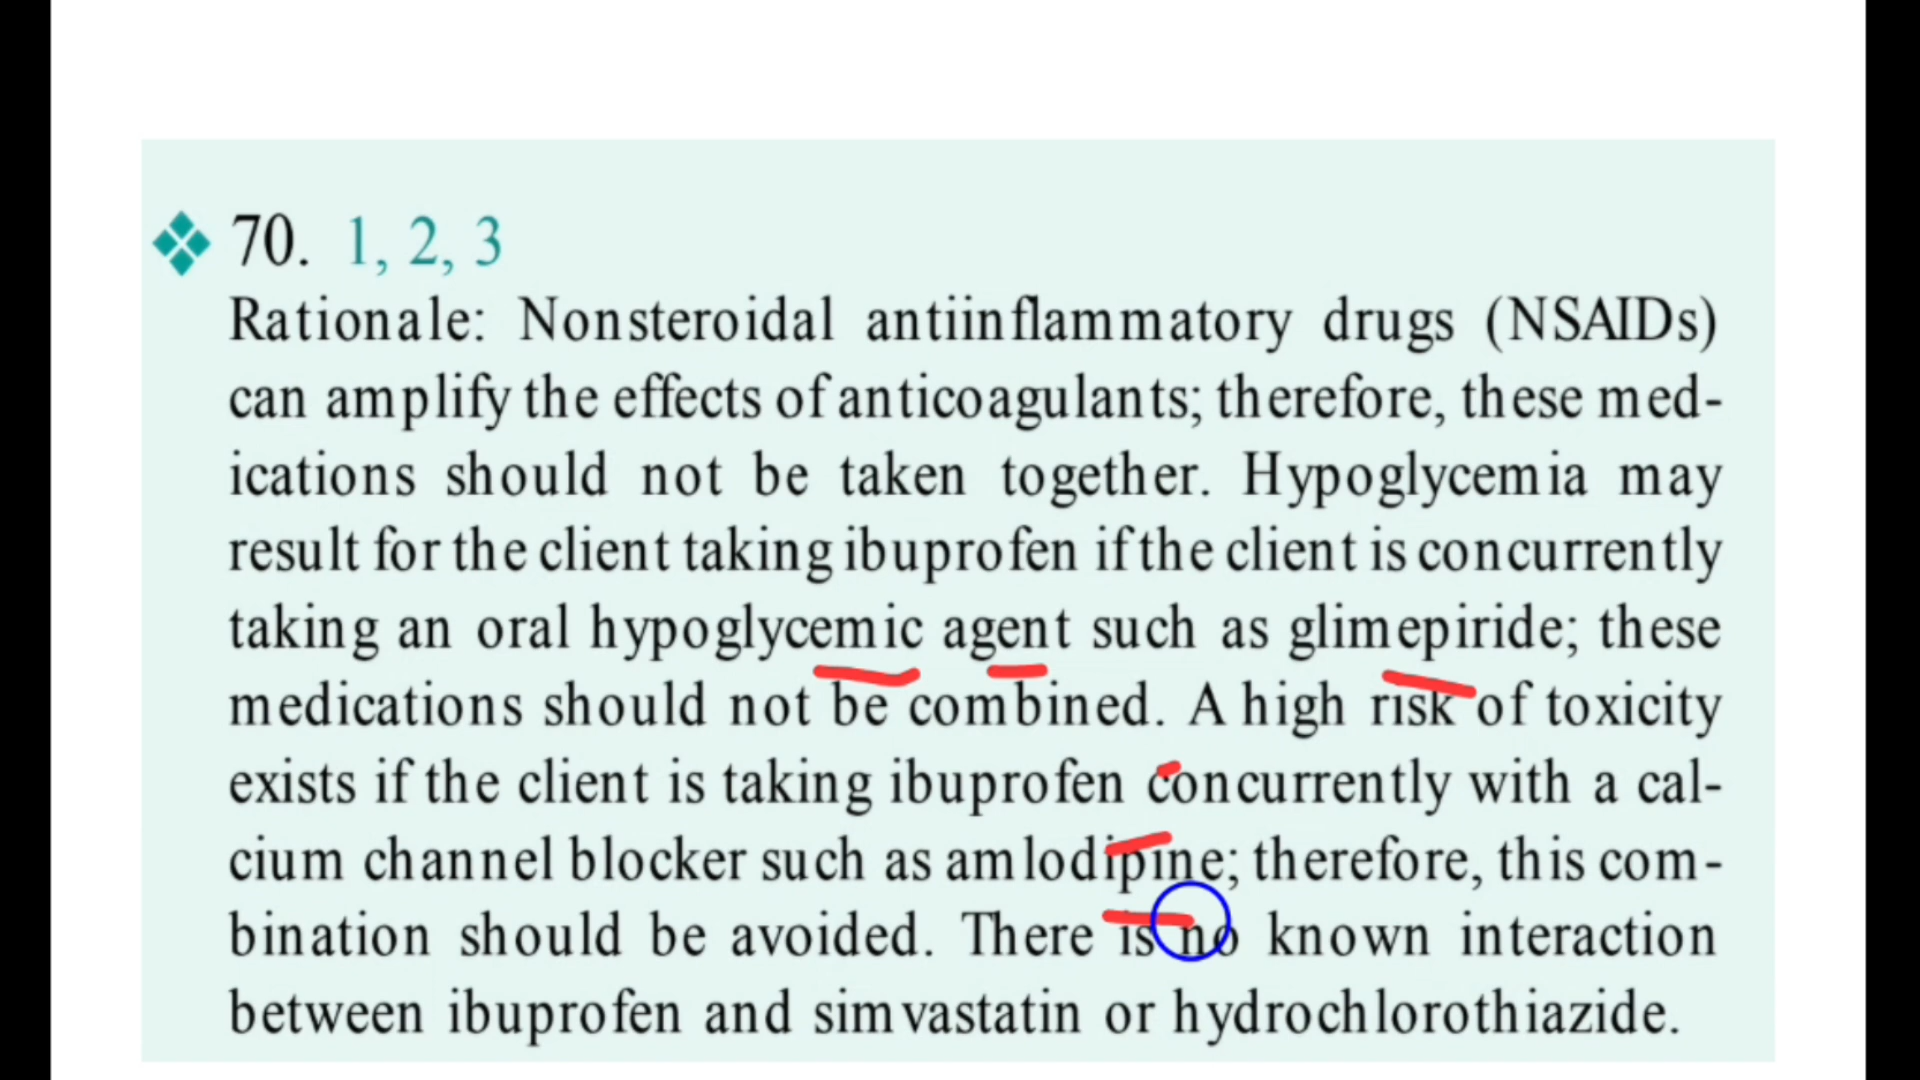 70. 1, 2, 3
Rationale: Nonsteroidal antiinflammatory drugs (NSAIDs)
can amplify the effects of anticoagulants; therefore, these med-
ications should not be taken together. Hypoglycemia may
result for the client taking ibuprofen if the client is concurrently
taking an oral hypoglycemic agent such as glimepiride; these
medications should not be combined. A high risk of toxicity
exists if the client is taking ibuprofen concurrently with a cal-
cium channel blocker such as amlodipine; therefore, this com-
bination should be avoided. There is no known interaction
between ibuprofen and simvastatin or hydrochlorothiazide.